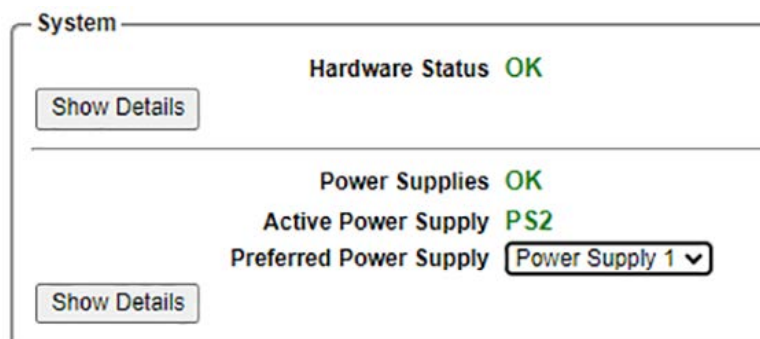 System
Hardware Status OK
Show Details
Power Supplies OK
Active Power Supply PS2
Preferred Power Supply Power Supply 1
Show Details